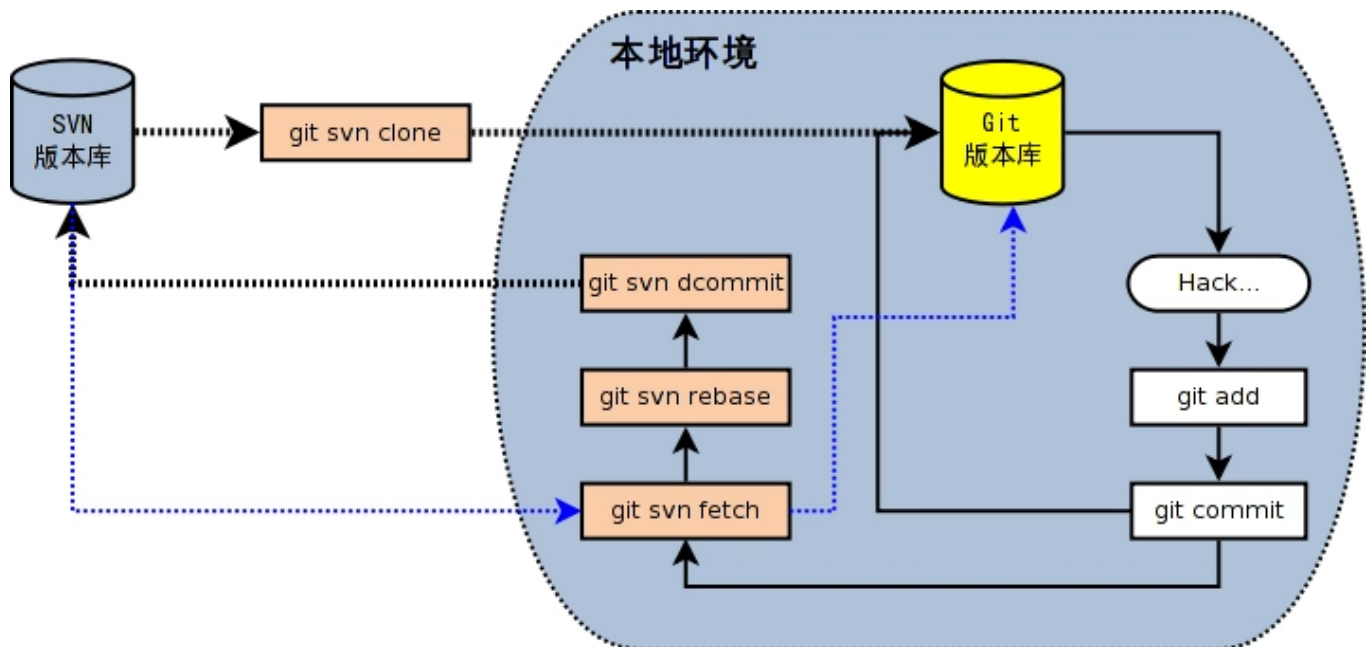 本地环境
SVN
版本库
git svn clone
Git
版本库
git svn dcommit
Hack...
git svn rebase
git add
git svn fetch
git commit